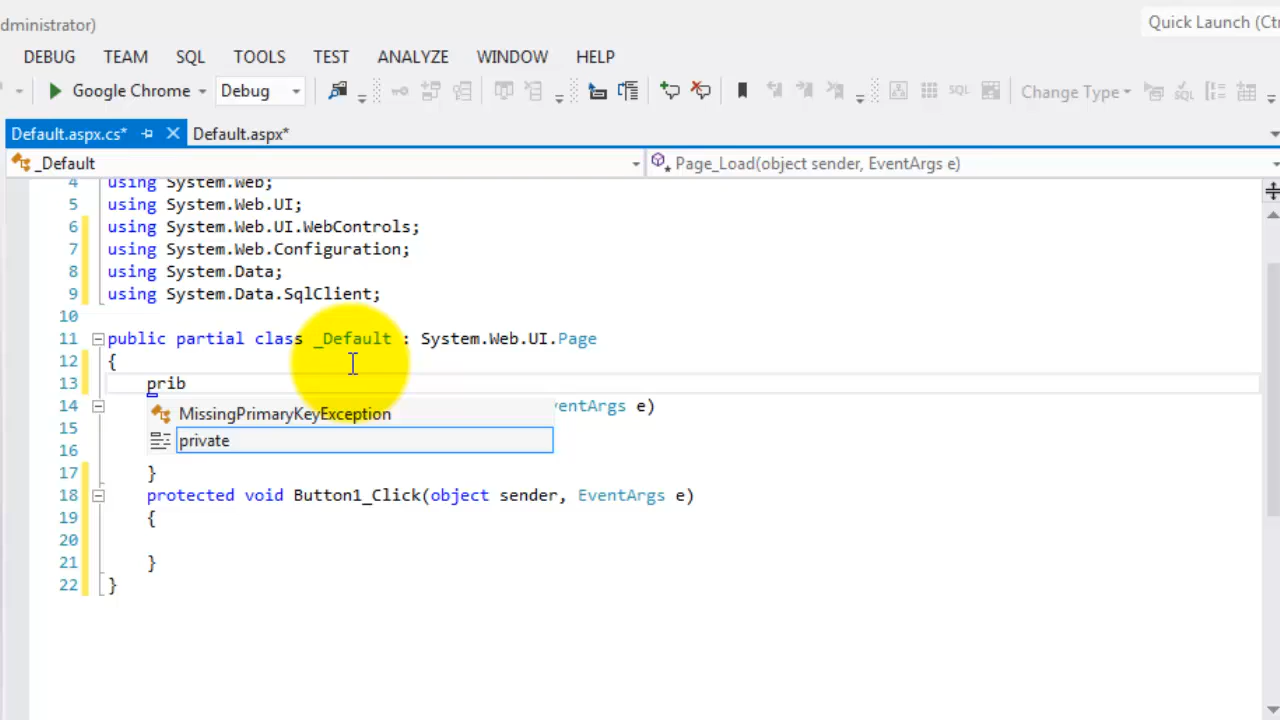 dministrator)
Quick Launch (Ctr
DEBUG TEAM SQL TOOLS TEST ANALYZE WINDOW HELP
Google Chrome Debug SQL Change Type SQL
Default.aspx.cs* Default.aspx*
_Default Page_Load(object sender, EventArgs e)
4 using System.Web;
5 using System.Web.UI;
6 using System.Web.UI.WebControls;
7 using System.Web.Configuration;
8 using System.Data;
9 using System.Data.SqlClient;
10
11 public partial class _Default : System.Web.UI.Page
12 {
13 prib
14 ventArgs e)
MissingPrimaryKeyException
15
private
16
17 }
18 protected void Button1_Click(object sender, EventArgs e)
19 {
20
21 }
22 }